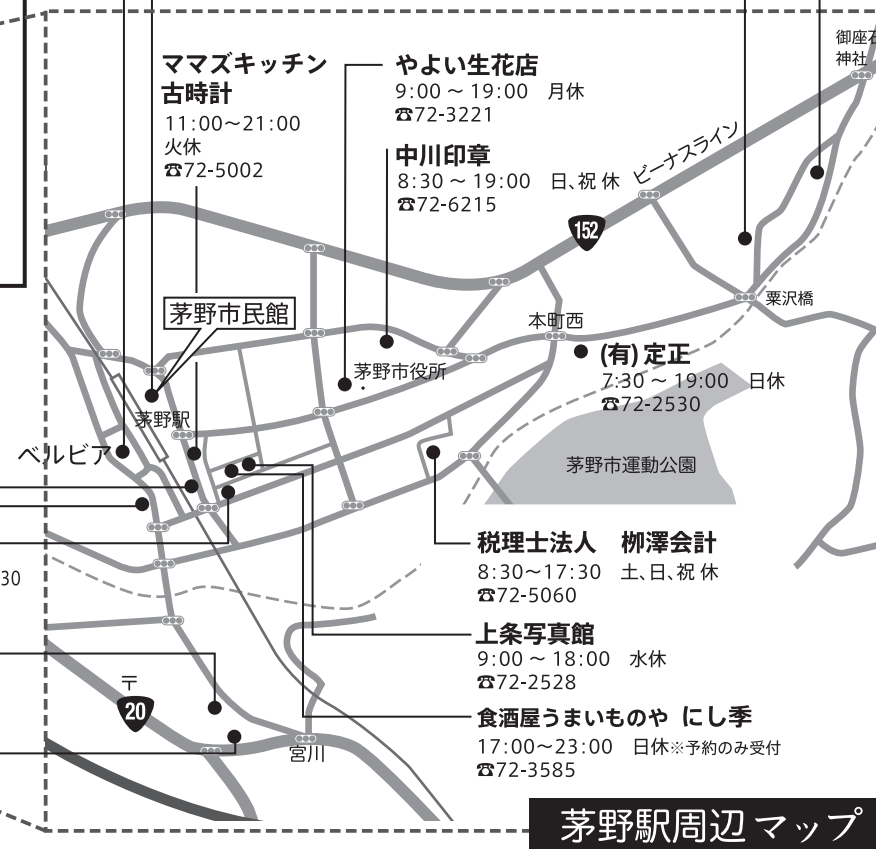 御座石
神社
ママズキッチン
古時計
11:00～21:00
火休
☎72-5002
やよい生花店
9:00 ～ 19:00　月休
☎72-3221
中川印章
8:30 ～ 19:00　日、祝 休
☎72-6215
ビーナスライン
152
茅野市民館
本町西
粟沢橋
茅野市役所
(有) 定正
7:30 ～ 19:00　日休
☎72-2530
茅野駅
ベルビア
茅野市運動公園
税理士法人　栁澤会計
8:30～17:30　土、日、祝 休
☎72-5060
30
上条写真館
9:00 ～ 18:00　水休
☎72-2528
〒
20
食酒屋うまいものや にし季
17:00～23:00　日休※予約のみ受付
☎72-3585
宮川
茅野駅周辺 マップ